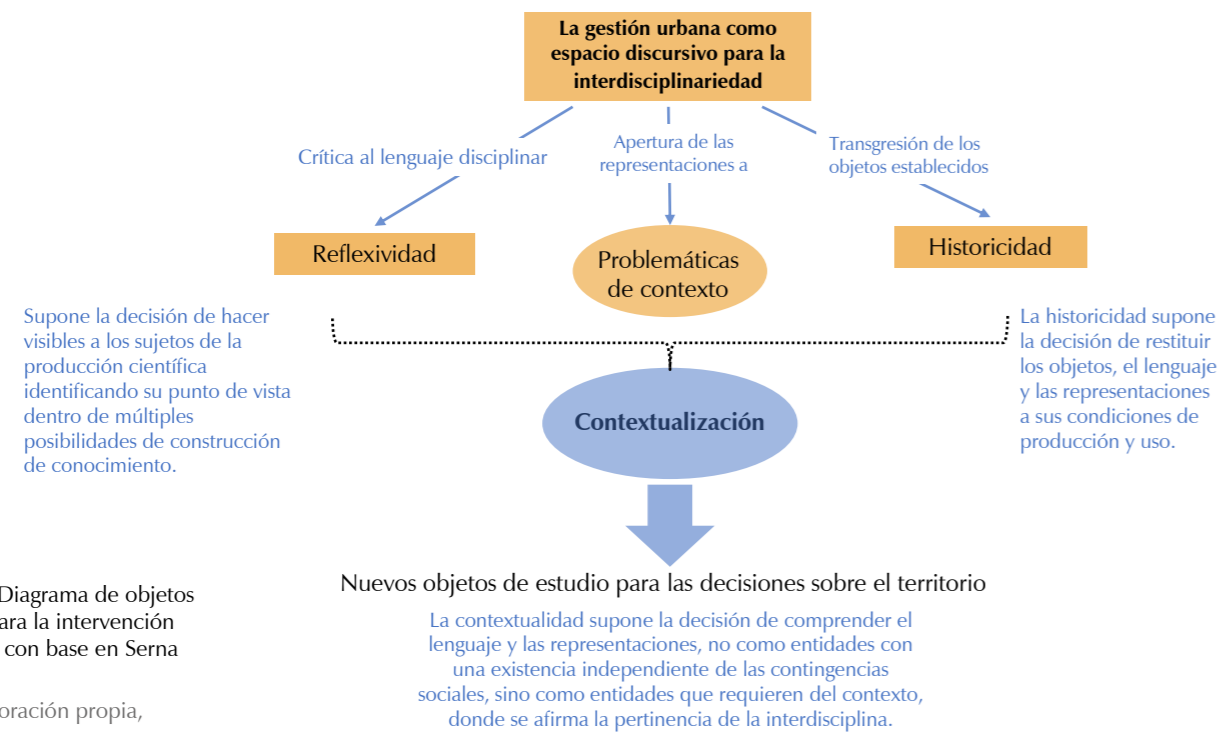 La gestión urbana como
espacio discursivo para la
interdisciplinariedad
Crítica al lenguaje disciplinar
Apertura de las
representaciones a
Transgresión de los
objetos establecidos
Reflexividad
Problemáticas
de contexto
Historicidad
Supone la decisión de hacer
visibles a los sujetos de la
producción científica
identificando su punto de vista
dentro de múltiples
posibilidades de construcción
de conocimiento.
La historicidad supone
la decisión de restituir
los objetos, el lenguaje
y las representaciones
a sus condiciones de
producción y uso.
Contextualización
Nuevos objetos de estudio para las decisiones sobre el territorio
La contextualidad supone la decisión de comprender el
lenguaje y las representaciones, no como entidades con
una existencia independiente de las contingencias
sociales, sino como entidades que requieren del contexto,
donde se afirma la pertinencia de la interdisciplina.
Diagrama de objetos
ara la intervención
con base en Serna
oración propia,